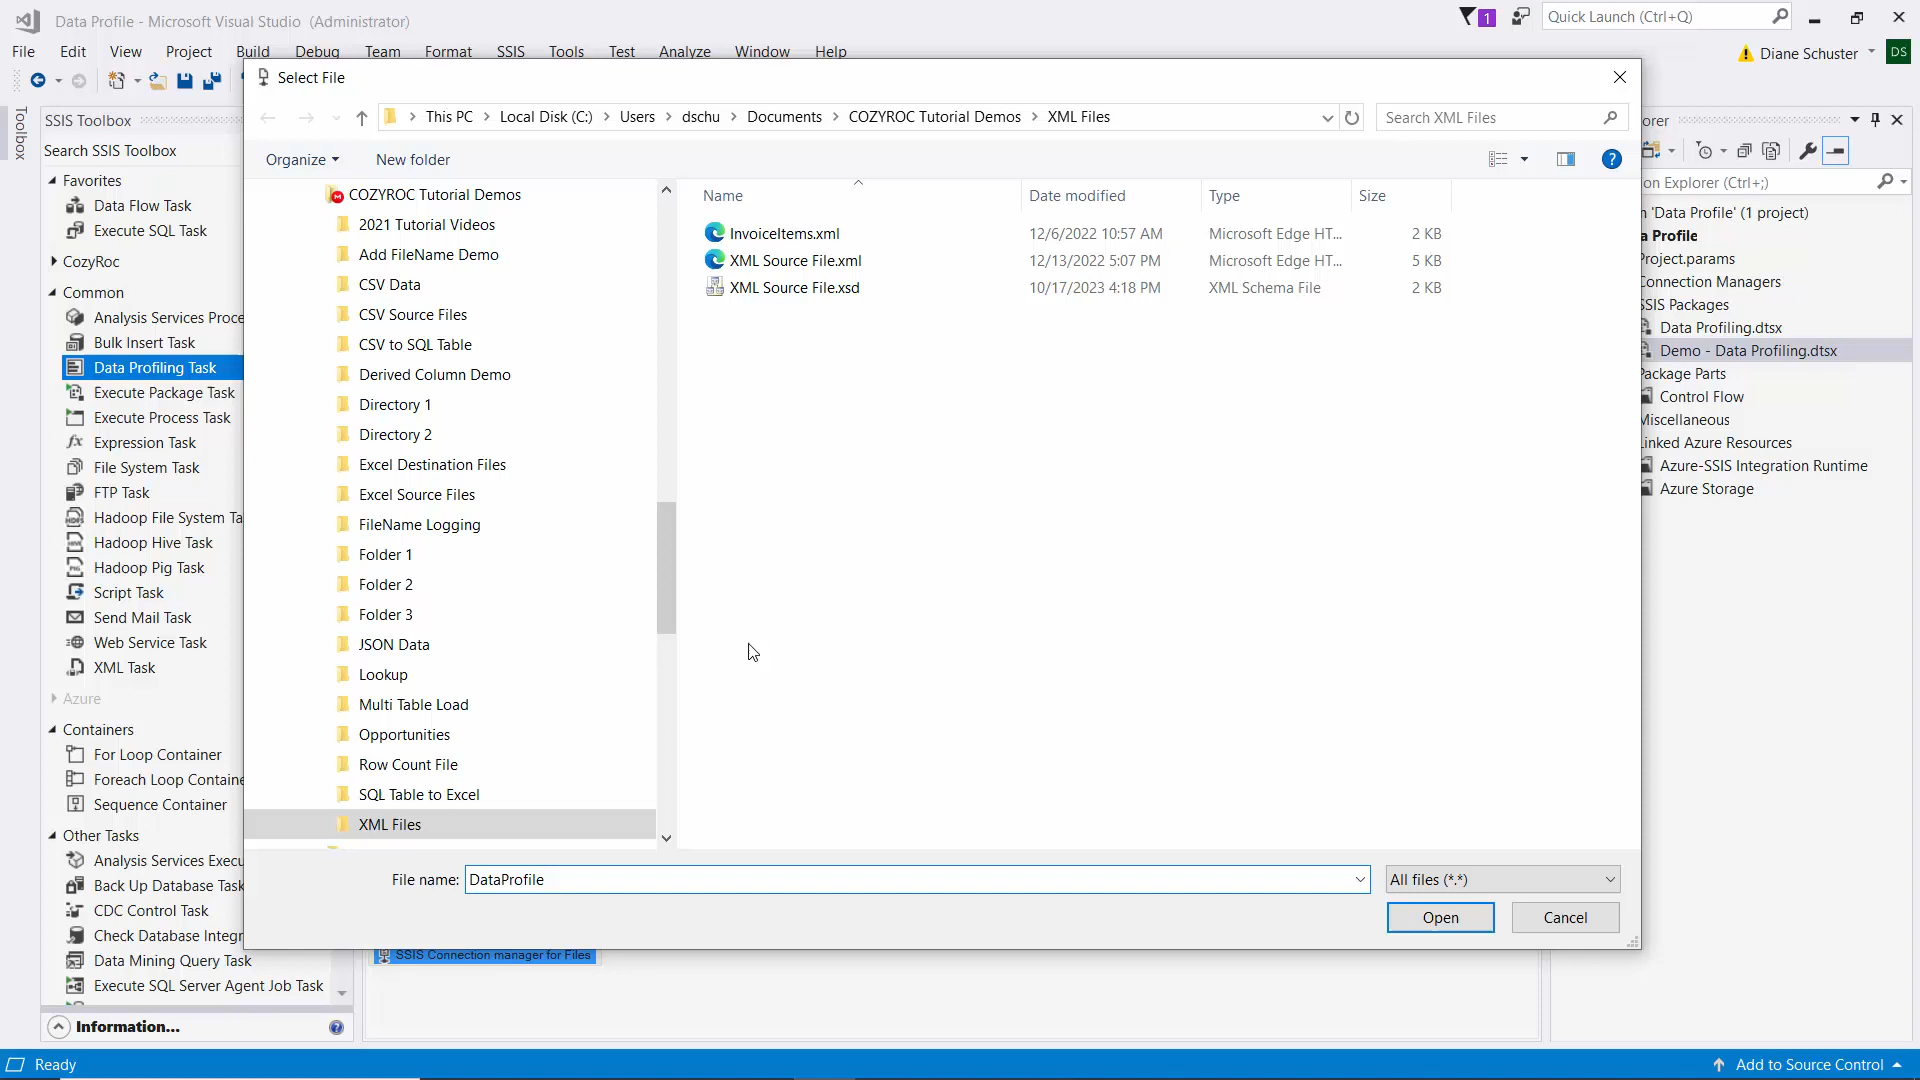 Data Profile - Microsoft Visual Studio (Administrator)
1
Quick Launch (Ctrl+Q)
File Edit View Project Build Debug Team Format SSIS Tools Test Analyze Window Help
Diane Schuster DS
Toolbox
SSIS Toolbox
Search SSIS Toolbox
Favorites
Data Flow Task
Execute SQL Task
CozyRoc
Common
Analysis Services Proce
Bulk Insert Task
Data Profiling Task
Execute Package Task
Execute Process Task
Expression Task
File System Task
FTP Task
Hadoop File System Ta
Hadoop Hive Task
Hadoop Pig Task
Script Task
Send Mail Task
Web Service Task
XML Task
Azure
Containers
For Loop Container
Foreach Loop Containe
Sequence Container
Other Tasks
Analysis Services Execu
Back Up Database Task
CDC Control Task
Check Database Integr
Data Mining Query Task
Execute SQL Server Agent Job Task
Information...
Select File
This PC > Local Disk (C:) > Users > dschu > Documents > COZYROC Tutorial Demos > XML Files
Search XML Files
Organize New folder
COZYROC Tutorial Demos
2021 Tutorial Videos
Add FileName Demo
CSV Data
CSV Source Files
CSV to SQL Table
Derived Column Demo
Directory 1
Directory 2
Excel Destination Files
Excel Source Files
FileName Logging
Folder 1
Folder 2
Folder 3
JSON Data
Lookup
Multi Table Load
Opportunities
Row Count File
SQL Table to Excel
XML Files
Name Date modified Type Size
InvoiceItems.xml 12/6/2022 10:57 AM Microsoft Edge HT... 2 KB
XML Source File.xml 12/13/2022 5:07 PM Microsoft Edge HT... 5 KB
XML Source File.xsd 10/17/2023 4:18 PM XML Schema File 2 KB
File name: DataProfile
All files (*.*)
Open Cancel
SSIS Connection manager for Files
orer
on Explorer (Ctrl+;)
n 'Data Profile' (1 project)
a Profile
Project.params
Connection Managers
SSIS Packages
Data Profiling.dtsx
Demo - Data Profiling.dtsx
Package Parts
Control Flow
Miscellaneous
Linked Azure Resources
Azure-SSIS Integration Runtime
Azure Storage
Ready
Add to Source Control